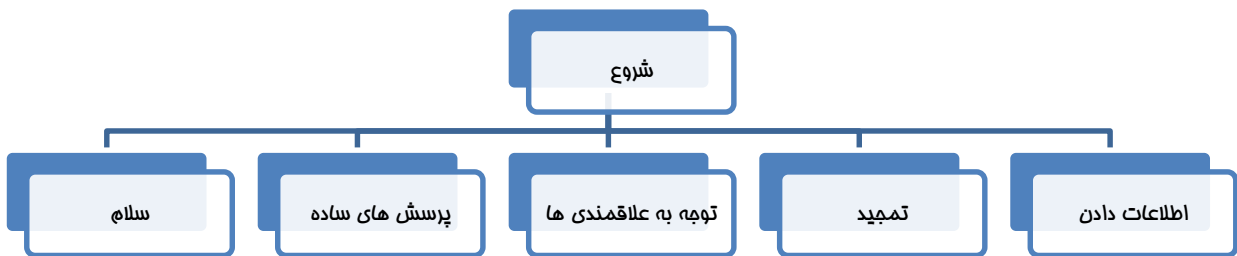 شروع
اطلاعات دادن
تمجید
توجه به علاقمندی ها
پرسش های ساده
سلام